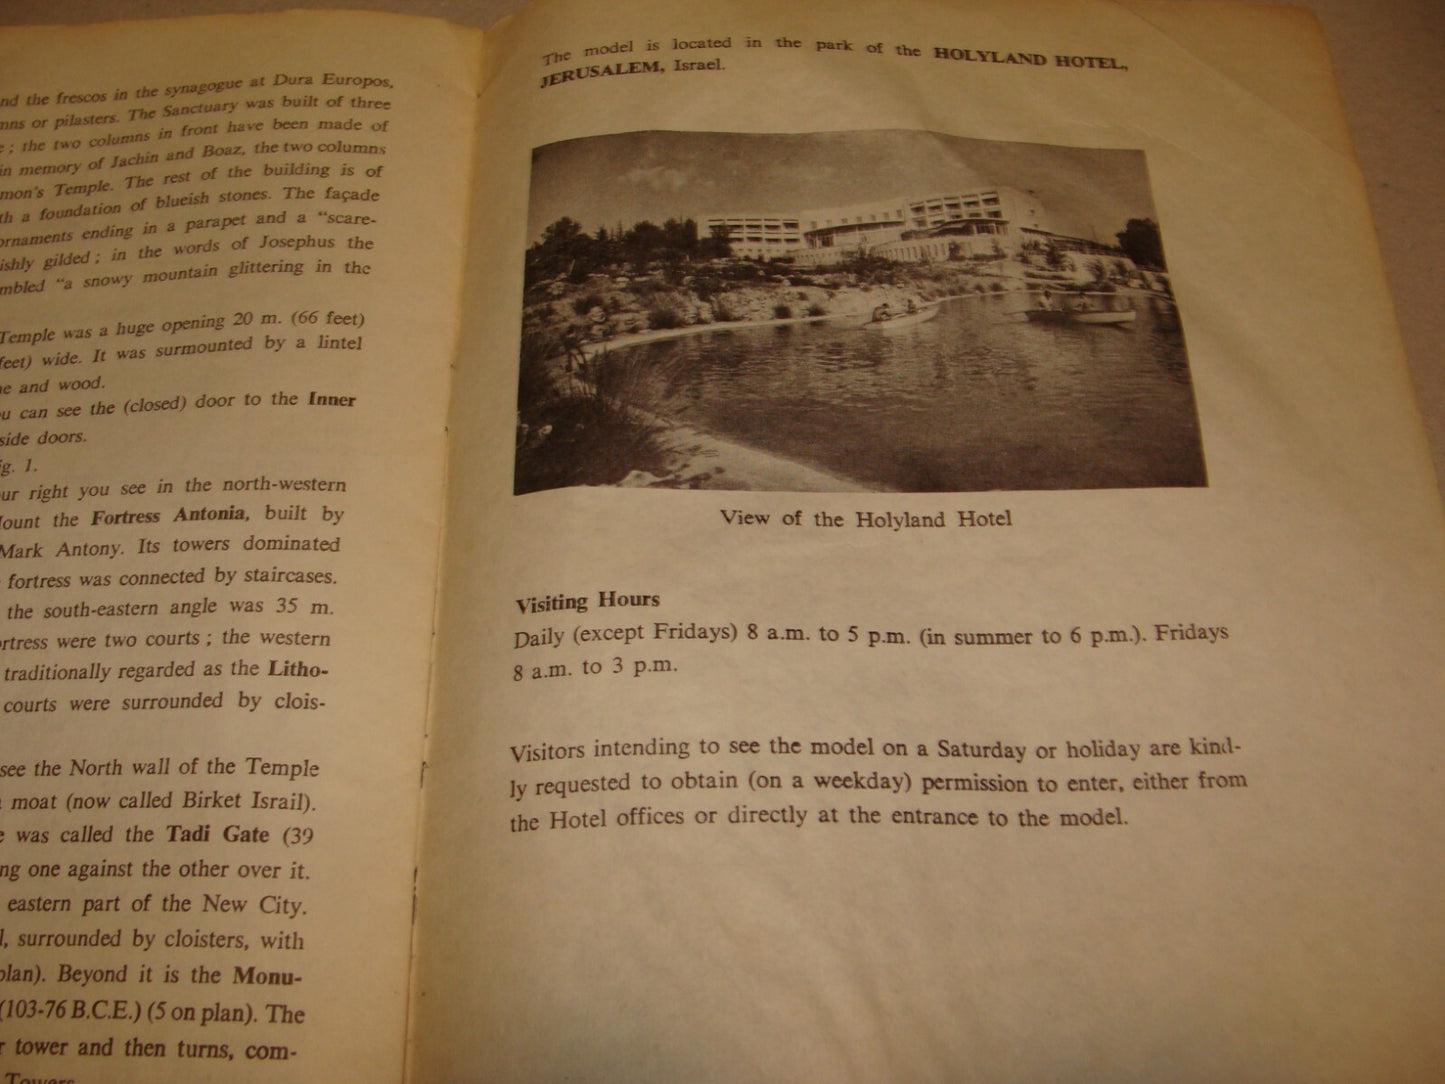 nd the frescos in the synagogue at Dura Europos,
mns or pilasters. The Sanctuary was built of three
; the two columns in front have been made of
in memory of Jachin and Boaz, the two columns
mon's Temple. The rest of the building is of
th a foundation of blueish stones. The façade
ornaments ending in a parapet and a "scare-
ishly gilded ; in the words of Josephus the
mbled "a snowy mountain glittering in the
Temple was a huge opening 20 m. (66 feet)
feet) wide. It was surmounted by a lintel
ne and wood.
ou can see the (closed) door to the Inner
side doors.
ig. 1.
ur right you see in the north-western
ount the Fortress Antonia, built by
Mark Antony. Its towers dominated
fortress was connected by staircases.
the south-eastern angle was 35 m.
ortress were two courts ; the western
traditionally regarded as the Litho-
courts were surrounded by clois-
see the North wall of the Temple
moat (now called Birket Israil).
e was called the Tadi Gate (39
ng one against the other over it.
eastern part of the New City.
l, surrounded by cloisters, with
plan). Beyond it is the Monu-
(103-76 B.C.E.) (5 on plan). The
r tower and then turns, com-
Towers
The model is located in the park of the HOLYLAND HOTEL,
JERUSALEM, Israel.
View of the Holyland Hotel
Visiting Hours
Daily (except Fridays) 8 a.m. to 5 p.m. (in summer to 6 p.m.). Fridays
8 a.m. to 3 p.m.
Visitors intending to see the model on a Saturday or holiday are kind-
ly requested to obtain (on a weekday) permission to enter, either from
the Hotel offices or directly at the entrance to the model.